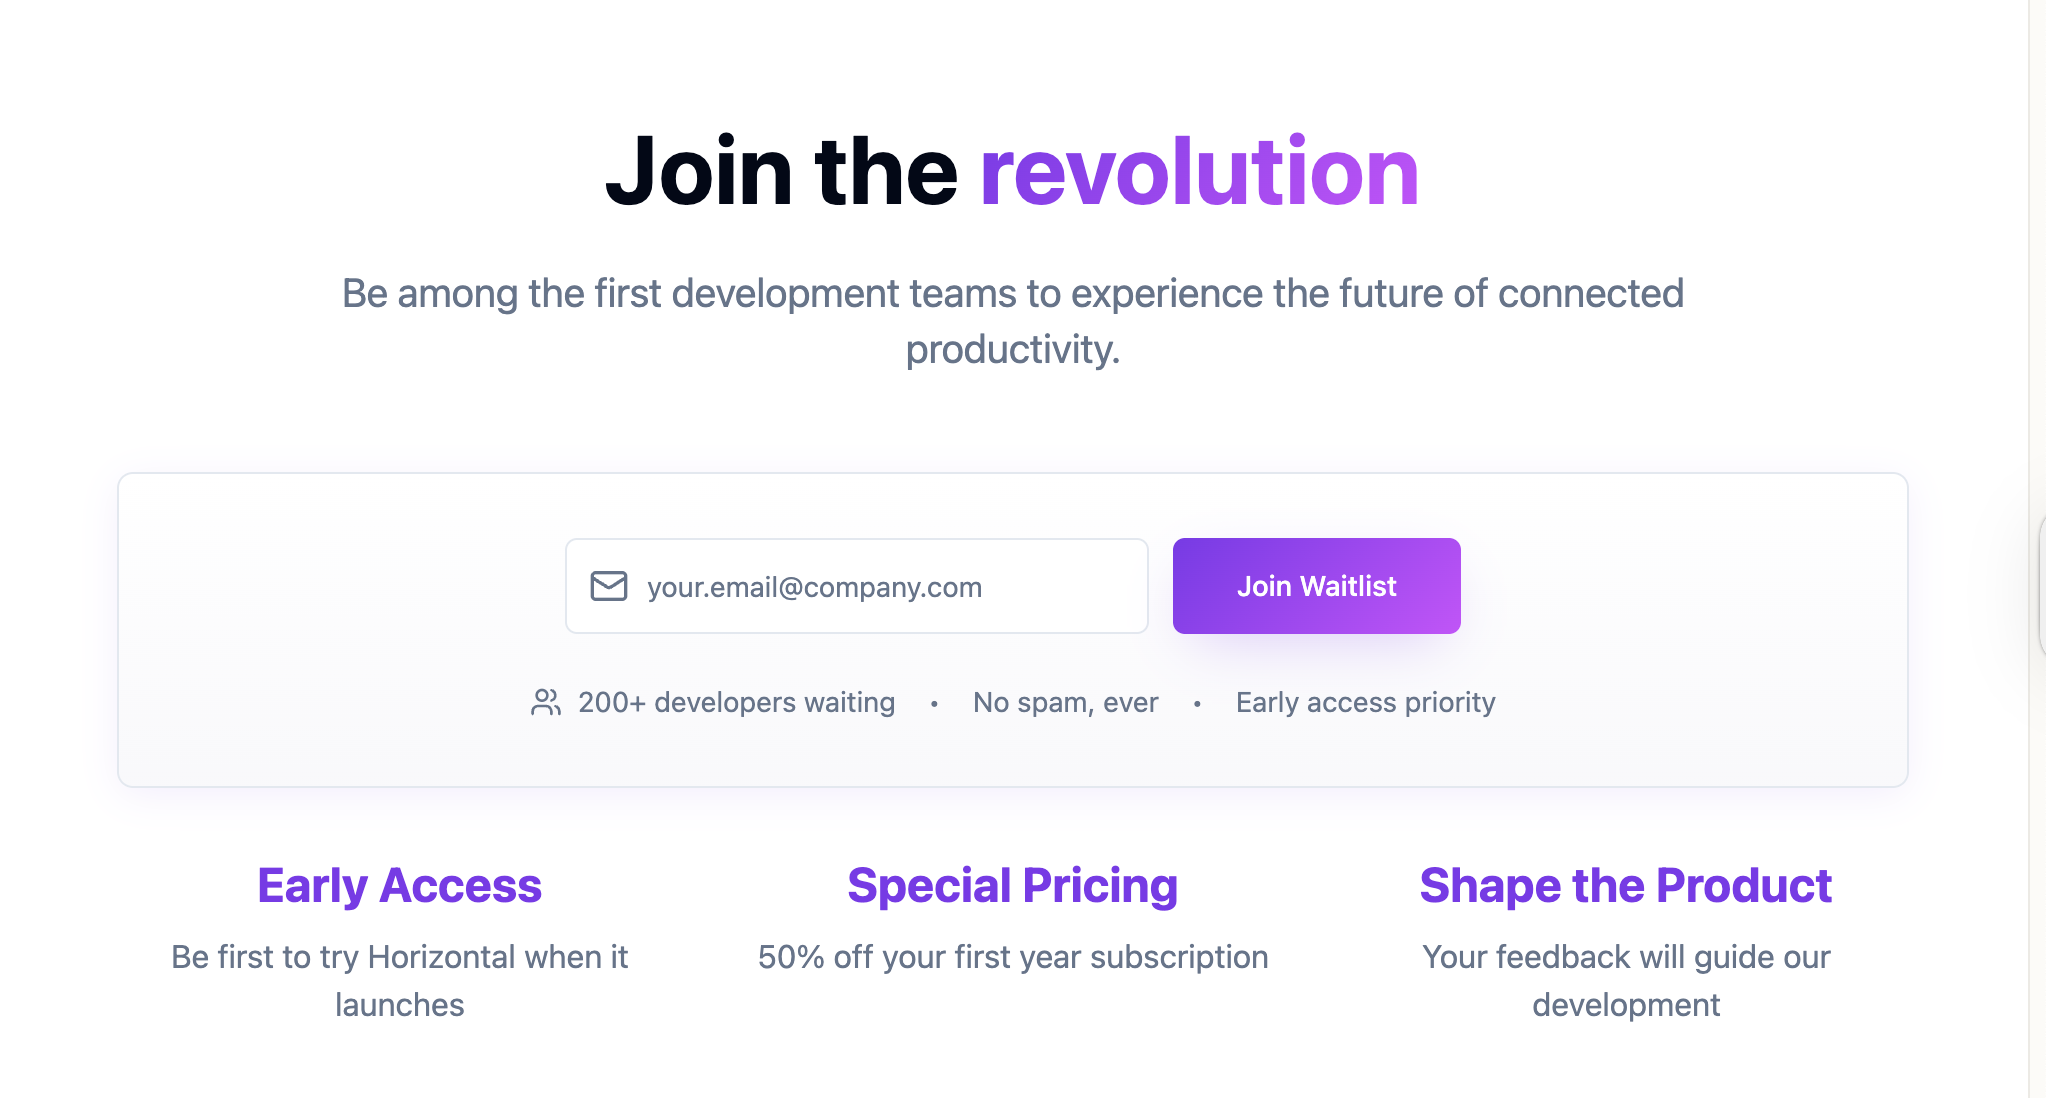 Join the revolution
Be among the first development teams to experience the future of connected
productivity.
your.email@company.com
Join Waitlist
200+ developers waiting • No spam, ever • Early access priority
Early Access
Be first to try Horizontal when it
launches
Special Pricing
50% off your first year subscription
Shape the Product
Your feedback will guide our
development